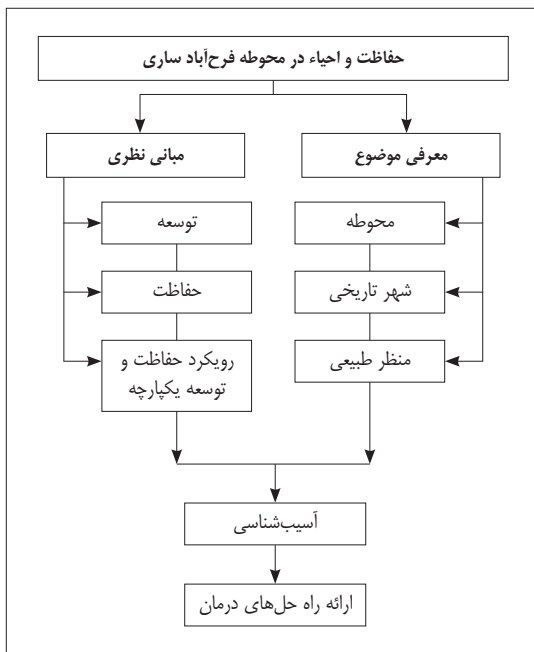 حفاظت و احیاء در محوطه فرح‌آباد ساری
معرفی موضوع
مبانی نظری
محوطه
شهر تاریخی
منظر طبیعی
توسعه
حفاظت
رویکرد حفاظت و
توسعه یکپارچه
آسیب‌شناسی
ارائه راه حل‌های درمان